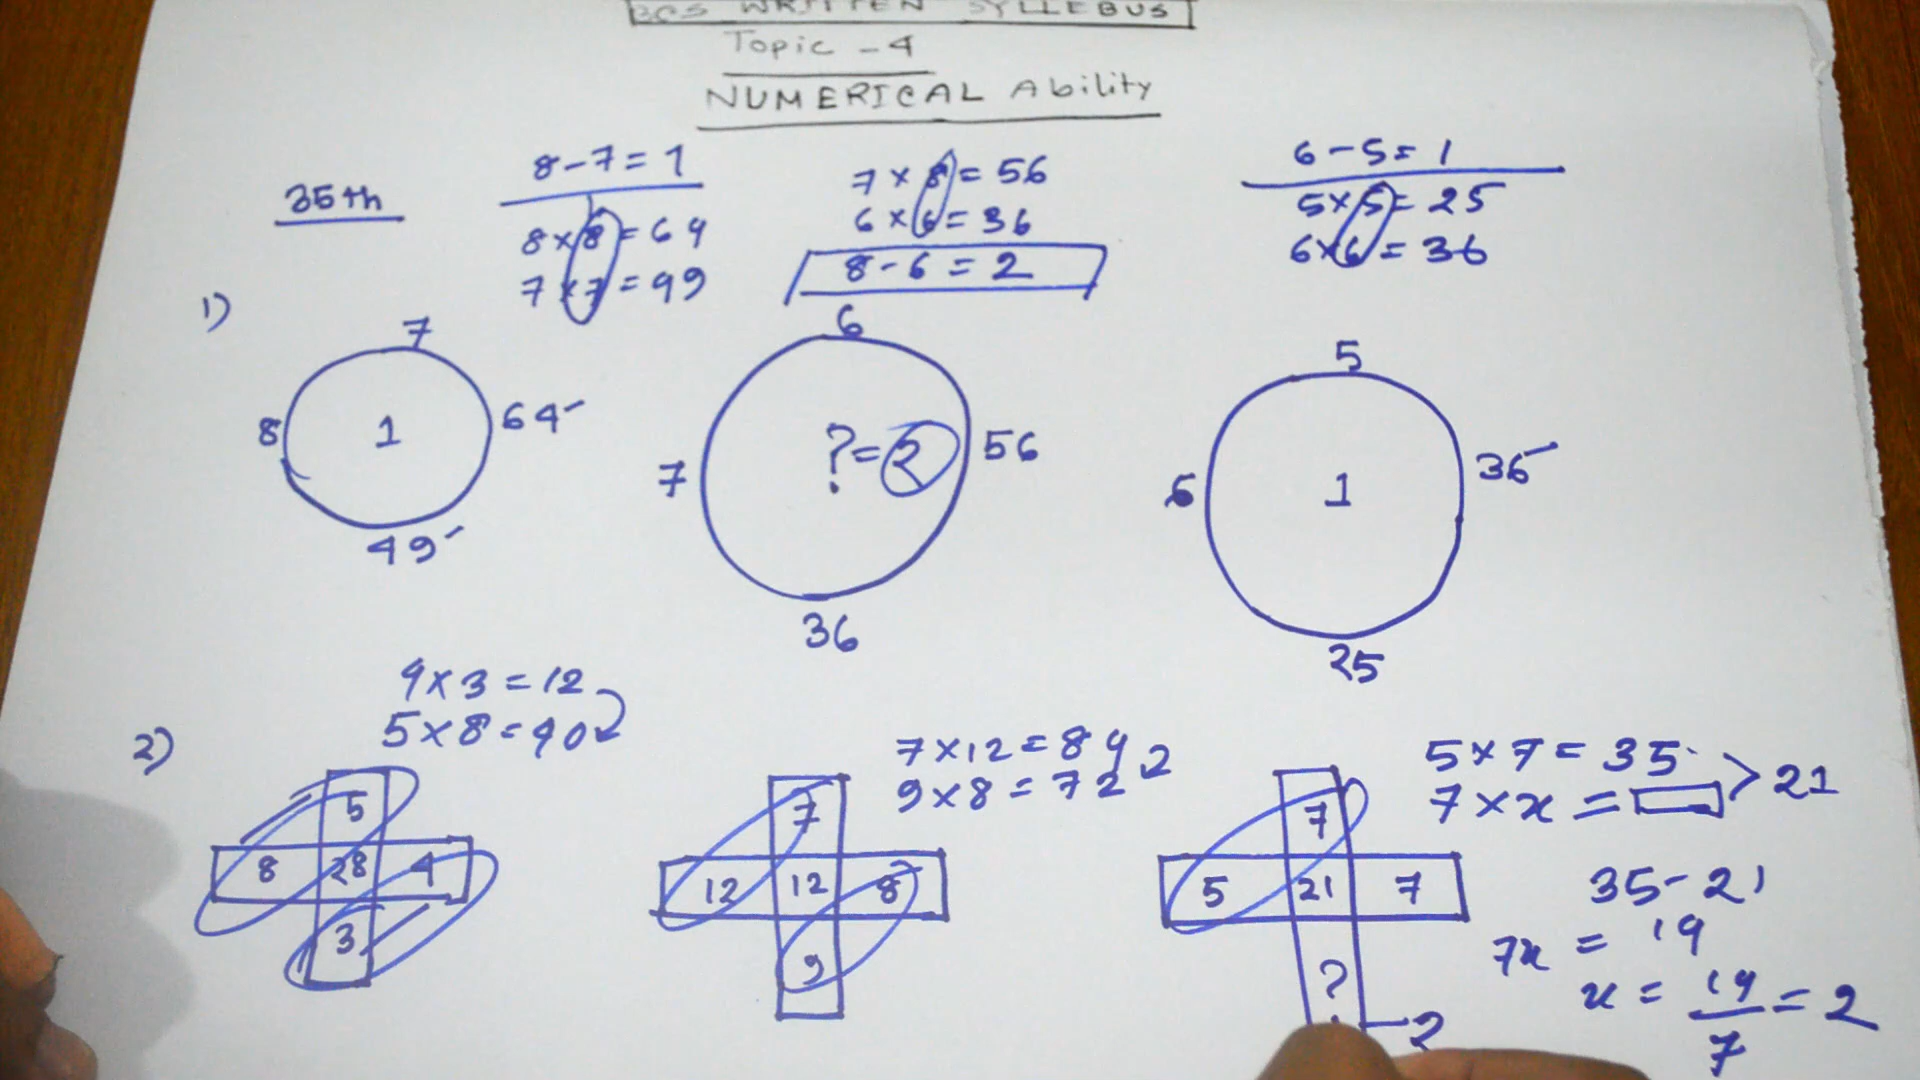 BCS WRITTEN SYLLEBUS
Topic - 4
NUMERICAL Ability
35th
8 - 7 = 1
8 × 8 = 64
7 × 7 = 49
7 × 8 = 56
6 × 6 = 36
8 - 6 = 2
6 - 5 = 1
5 × 5 = 25
6 × 6 = 36
1)
7
8
1
64
49
6
7
? = 2
56
36
5
6
1
36
25
2)
4 × 3 = 12
5 × 8 = 40
5
8 28 4
3
7 × 12 = 84
9 × 8 = 72
7
12 12 8
9
5 × 7 = 35
7 × x =
21
7
5 21 7
?
2
35 - 21
7x = 14
x = 14/7 = 2